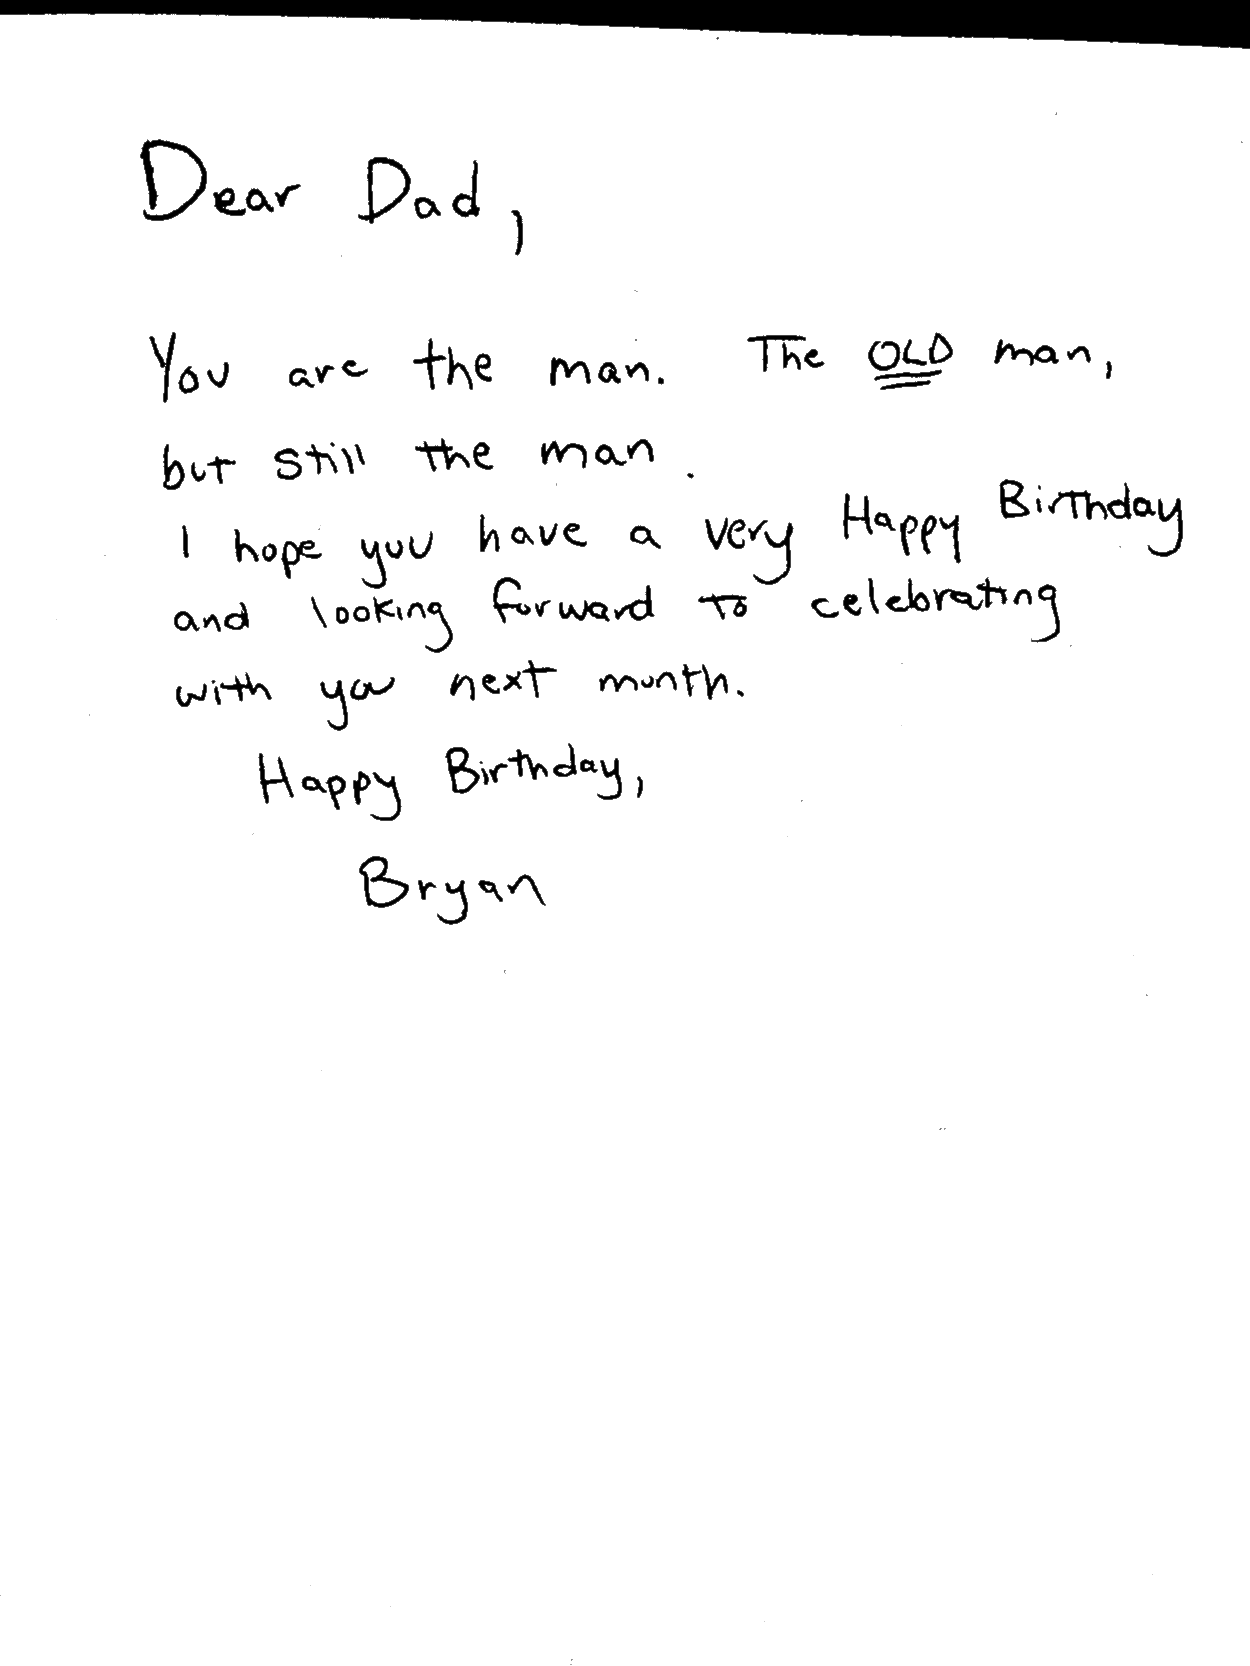 Dear Dad,
You are the man. The OLD man,
but still the man.
I hope you have a very Happy Birthday
and looking forward to celebrating
with you next month.
Happy Birthday,
Bryan